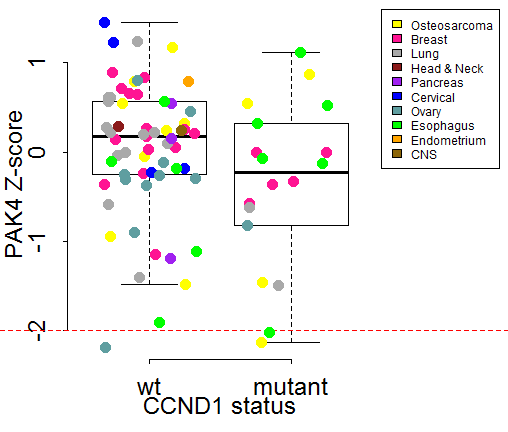 Osteosarcoma
Breast
Lung
Head & Neck
Pancreas
Cervical
Ovary
Esophagus
Endometrium
CNS
PAK4 Z-score
1
0
-1
-2
wt mutant
CCND1 status